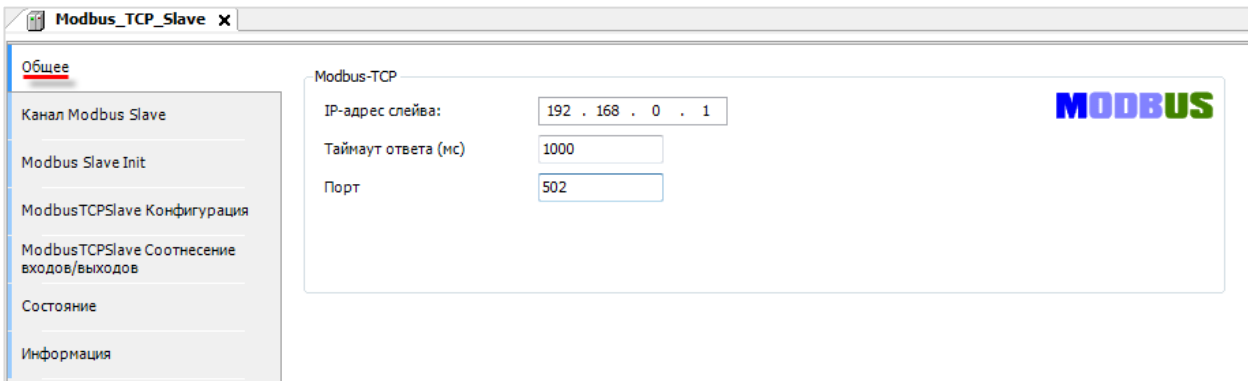 Modbus_TCP_Slave X
Общее
Канал Modbus Slave
Modbus Slave Init
ModbusTCPSlave Конфигурация
ModbusTCPSlave Соотнесение
входов/выходов
Состояние
Информация
Modbus-TCP
IP-адрес слейва: 192 . 168 . 0 . 1
Таймаут ответа (мс) 1000
Порт 502
MODBUS